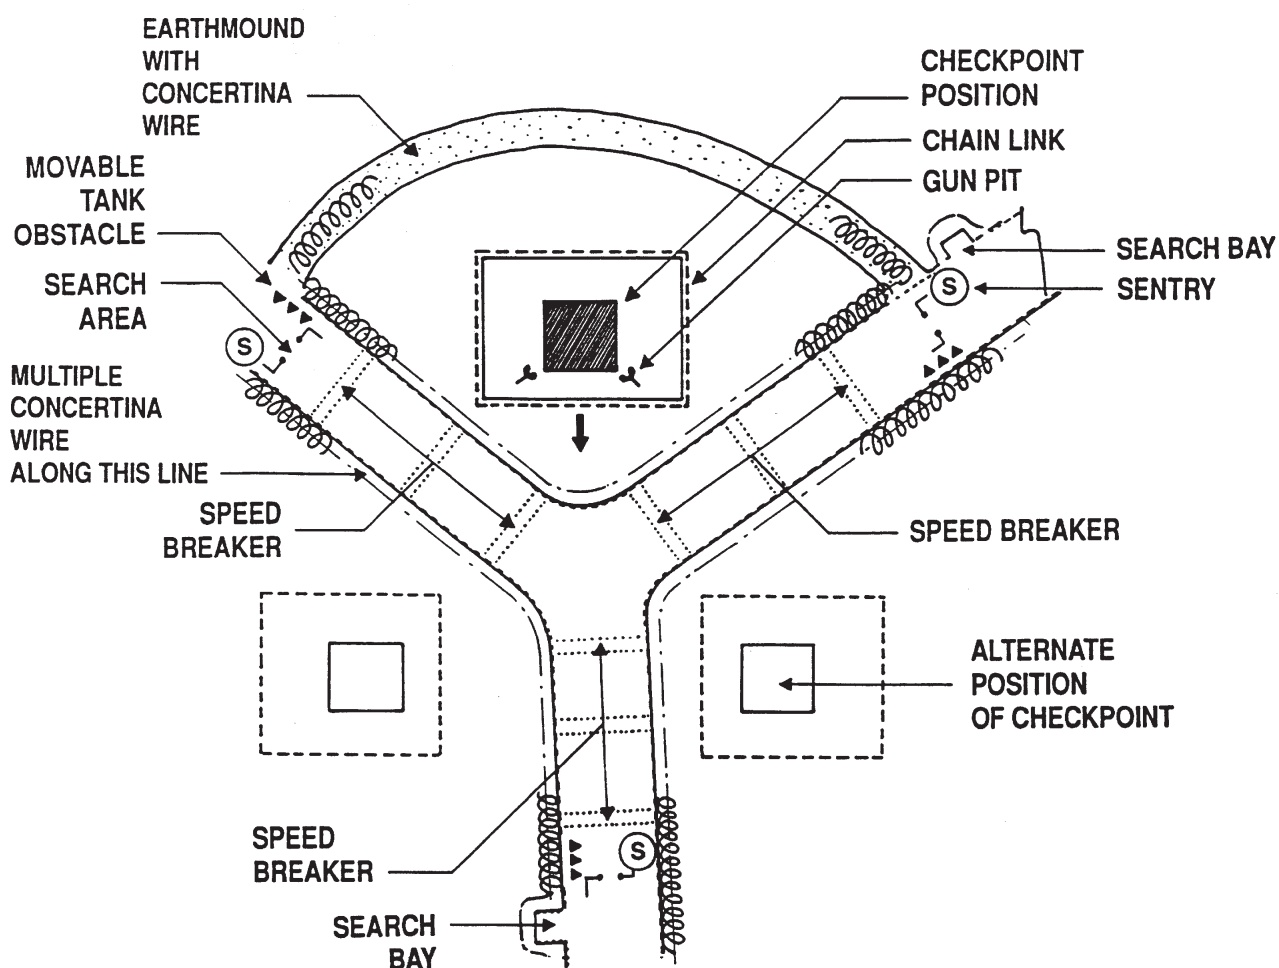 EARTHMOUND
WITH
CONCERTINA
WIRE
CHECKPOINT
POSITION
CHAIN LINK
GUN PIT
MOVABLE
TANK
OBSTACLE
SEARCH BAY
SENTRY
S
SEARCH
AREA
S
MULTIPLE
CONCERTINA
WIRE
ALONG THIS LINE
SPEED
BREAKER
SPEED BREAKER
ALTERNATE
POSITION
OF CHECKPOINT
SPEED
BREAKER
S
SEARCH
BAY